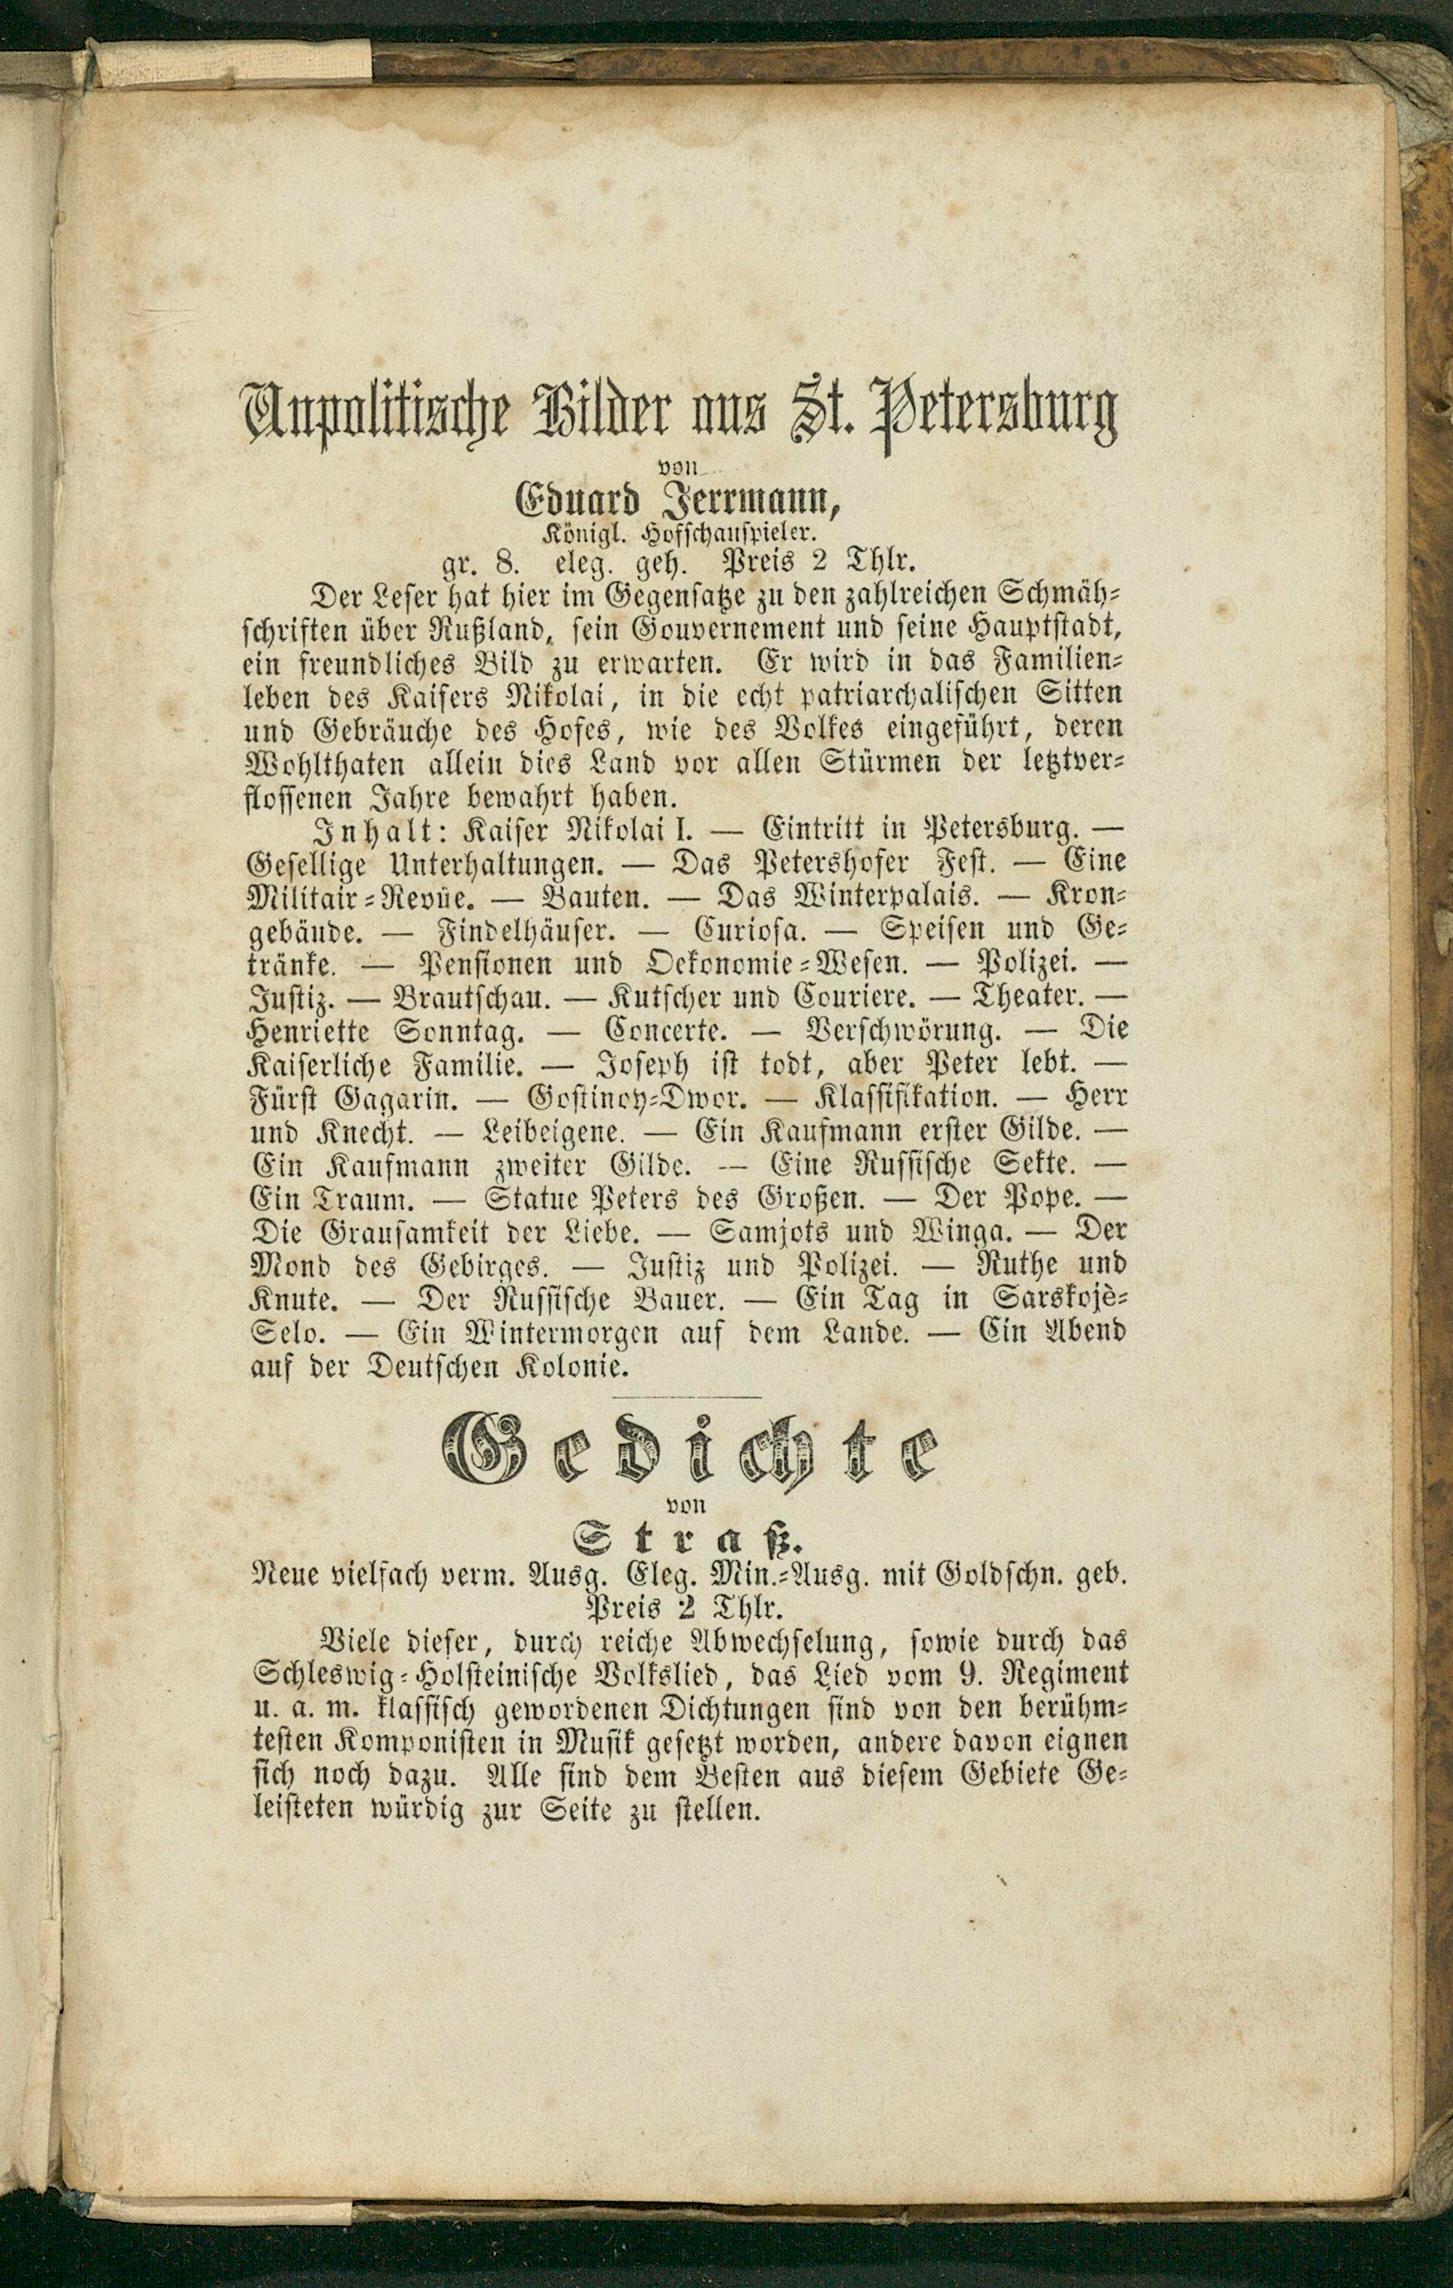 Unpolitische Bilder aus St. Petersburg
von
Eduard Jerrmann,
Königl. Hofschauspieler.
gr. 8. eleg. geh. Preis 2 Thlr.
Der Leser hat hier im Gegensatze zu den zahlreichen Schmäh-
schriften über Rußland, sein Gouvernement und seine Hauptstadt,
ein freundliches Bild zu erwarten. Er wird in das Familien-
leben des Kaisers Nikolai, in die echt patriarchalischen Sitten
und Gebräuche des Hofes, wie des Volkes eingeführt, deren
Wohlthaten allein dies Land vor allen Stürmen der letztver-
flossenen Jahre bewahrt haben.
Inhalt: Kaiser Nikolai I. — Eintritt in Petersburg. —
Gesellige Unterhaltungen. — Das Petershofer Fest. — Eine
Militair-Revüe. — Bauten. — Das Winterpalais. — Kron-
gebäude. — Findelhäuser. — Curiosa. — Speisen und Ge-
tränke. — Pensionen und Oekonomie-Wesen. — Polizei. —
Justiz. — Brautschau. — Kutscher und Couriere. — Theater. —
Henriette Sonntag. — Concerte. — Verschwörung. — Die
Kaiserliche Familie. — Joseph ist todt, aber Peter lebt. —
Fürst Gagarin. — Gostinoy-Dwor. — Klassifikation. — Herr
und Knecht. — Leibeigene. — Ein Kaufmann erster Gilde. —
Ein Kaufmann zweiter Gilde. — Eine Russische Sekte. —
Ein Traum. — Statue Peters des Großen. — Der Pope. —
Die Grausamkeit der Liebe. — Samjots und Winga. — Der
Mond des Gebirges. — Justiz und Polizei. — Ruthe und
Knute. — Der Russische Bauer. — Ein Tag in Sarskojè-
Selo. — Ein Wintermorgen auf dem Lande. — Ein Abend
auf der Deutschen Kolonie.
Gedichte
von
Straß.
Neue vielfach verm. Ausg. Eleg. Min.-Ausg. mit Goldschn. geb.
Preis 2 Thlr.
Viele dieser, durch reiche Abwechselung, sowie durch das
Schleswig-Holsteinische Volkslied, das Lied vom 9. Regiment
u. a. m. klassisch gewordenen Dichtungen sind von den berühm-
testen Komponisten in Musik gesetzt worden, andere davon eignen
sich noch dazu. Alle sind dem Besten aus diesem Gebiete Ge-
leisteten würdig zur Seite zu stellen.